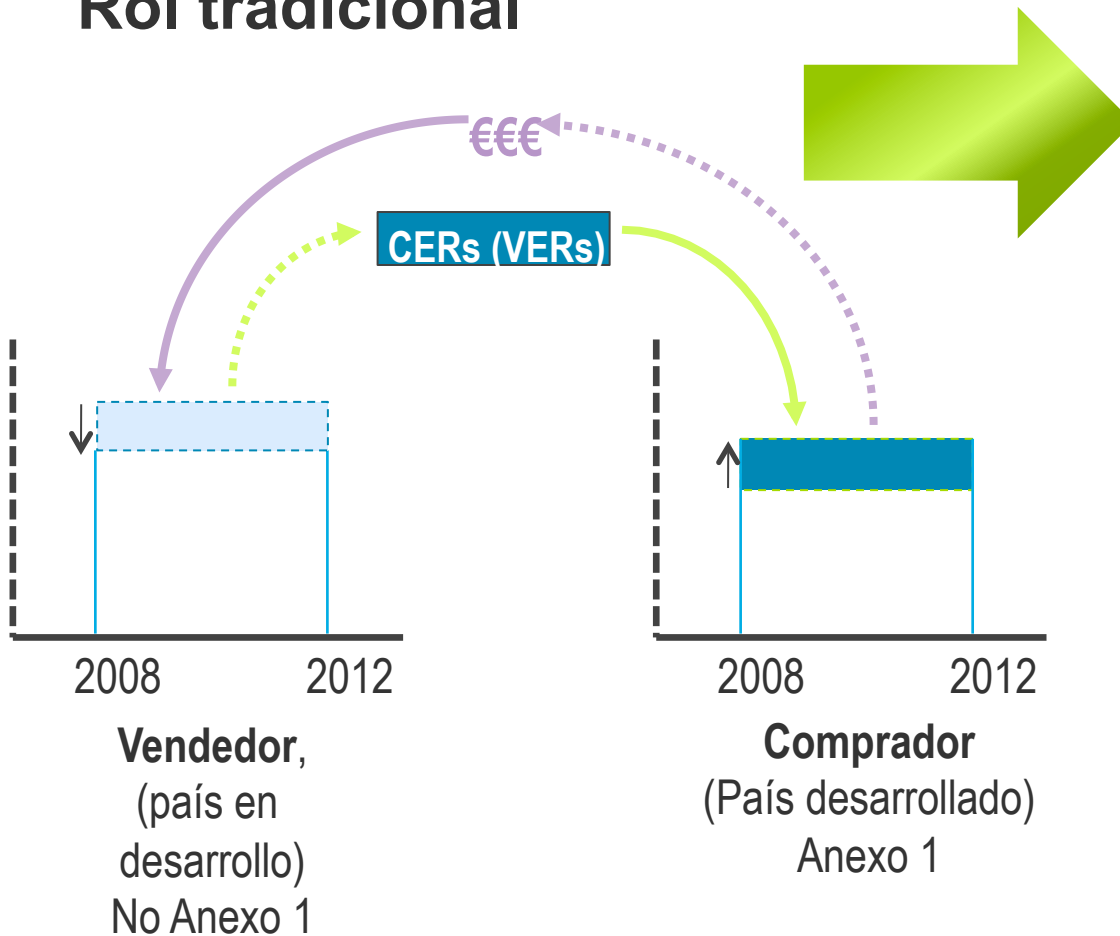 Rol tradicional
€€€
CERs (VERs)
2008 2012
Vendedor,
(país en
desarrollo)
No Anexo 1
2008 2012
Comprador
(País desarrollado)
Anexo 1